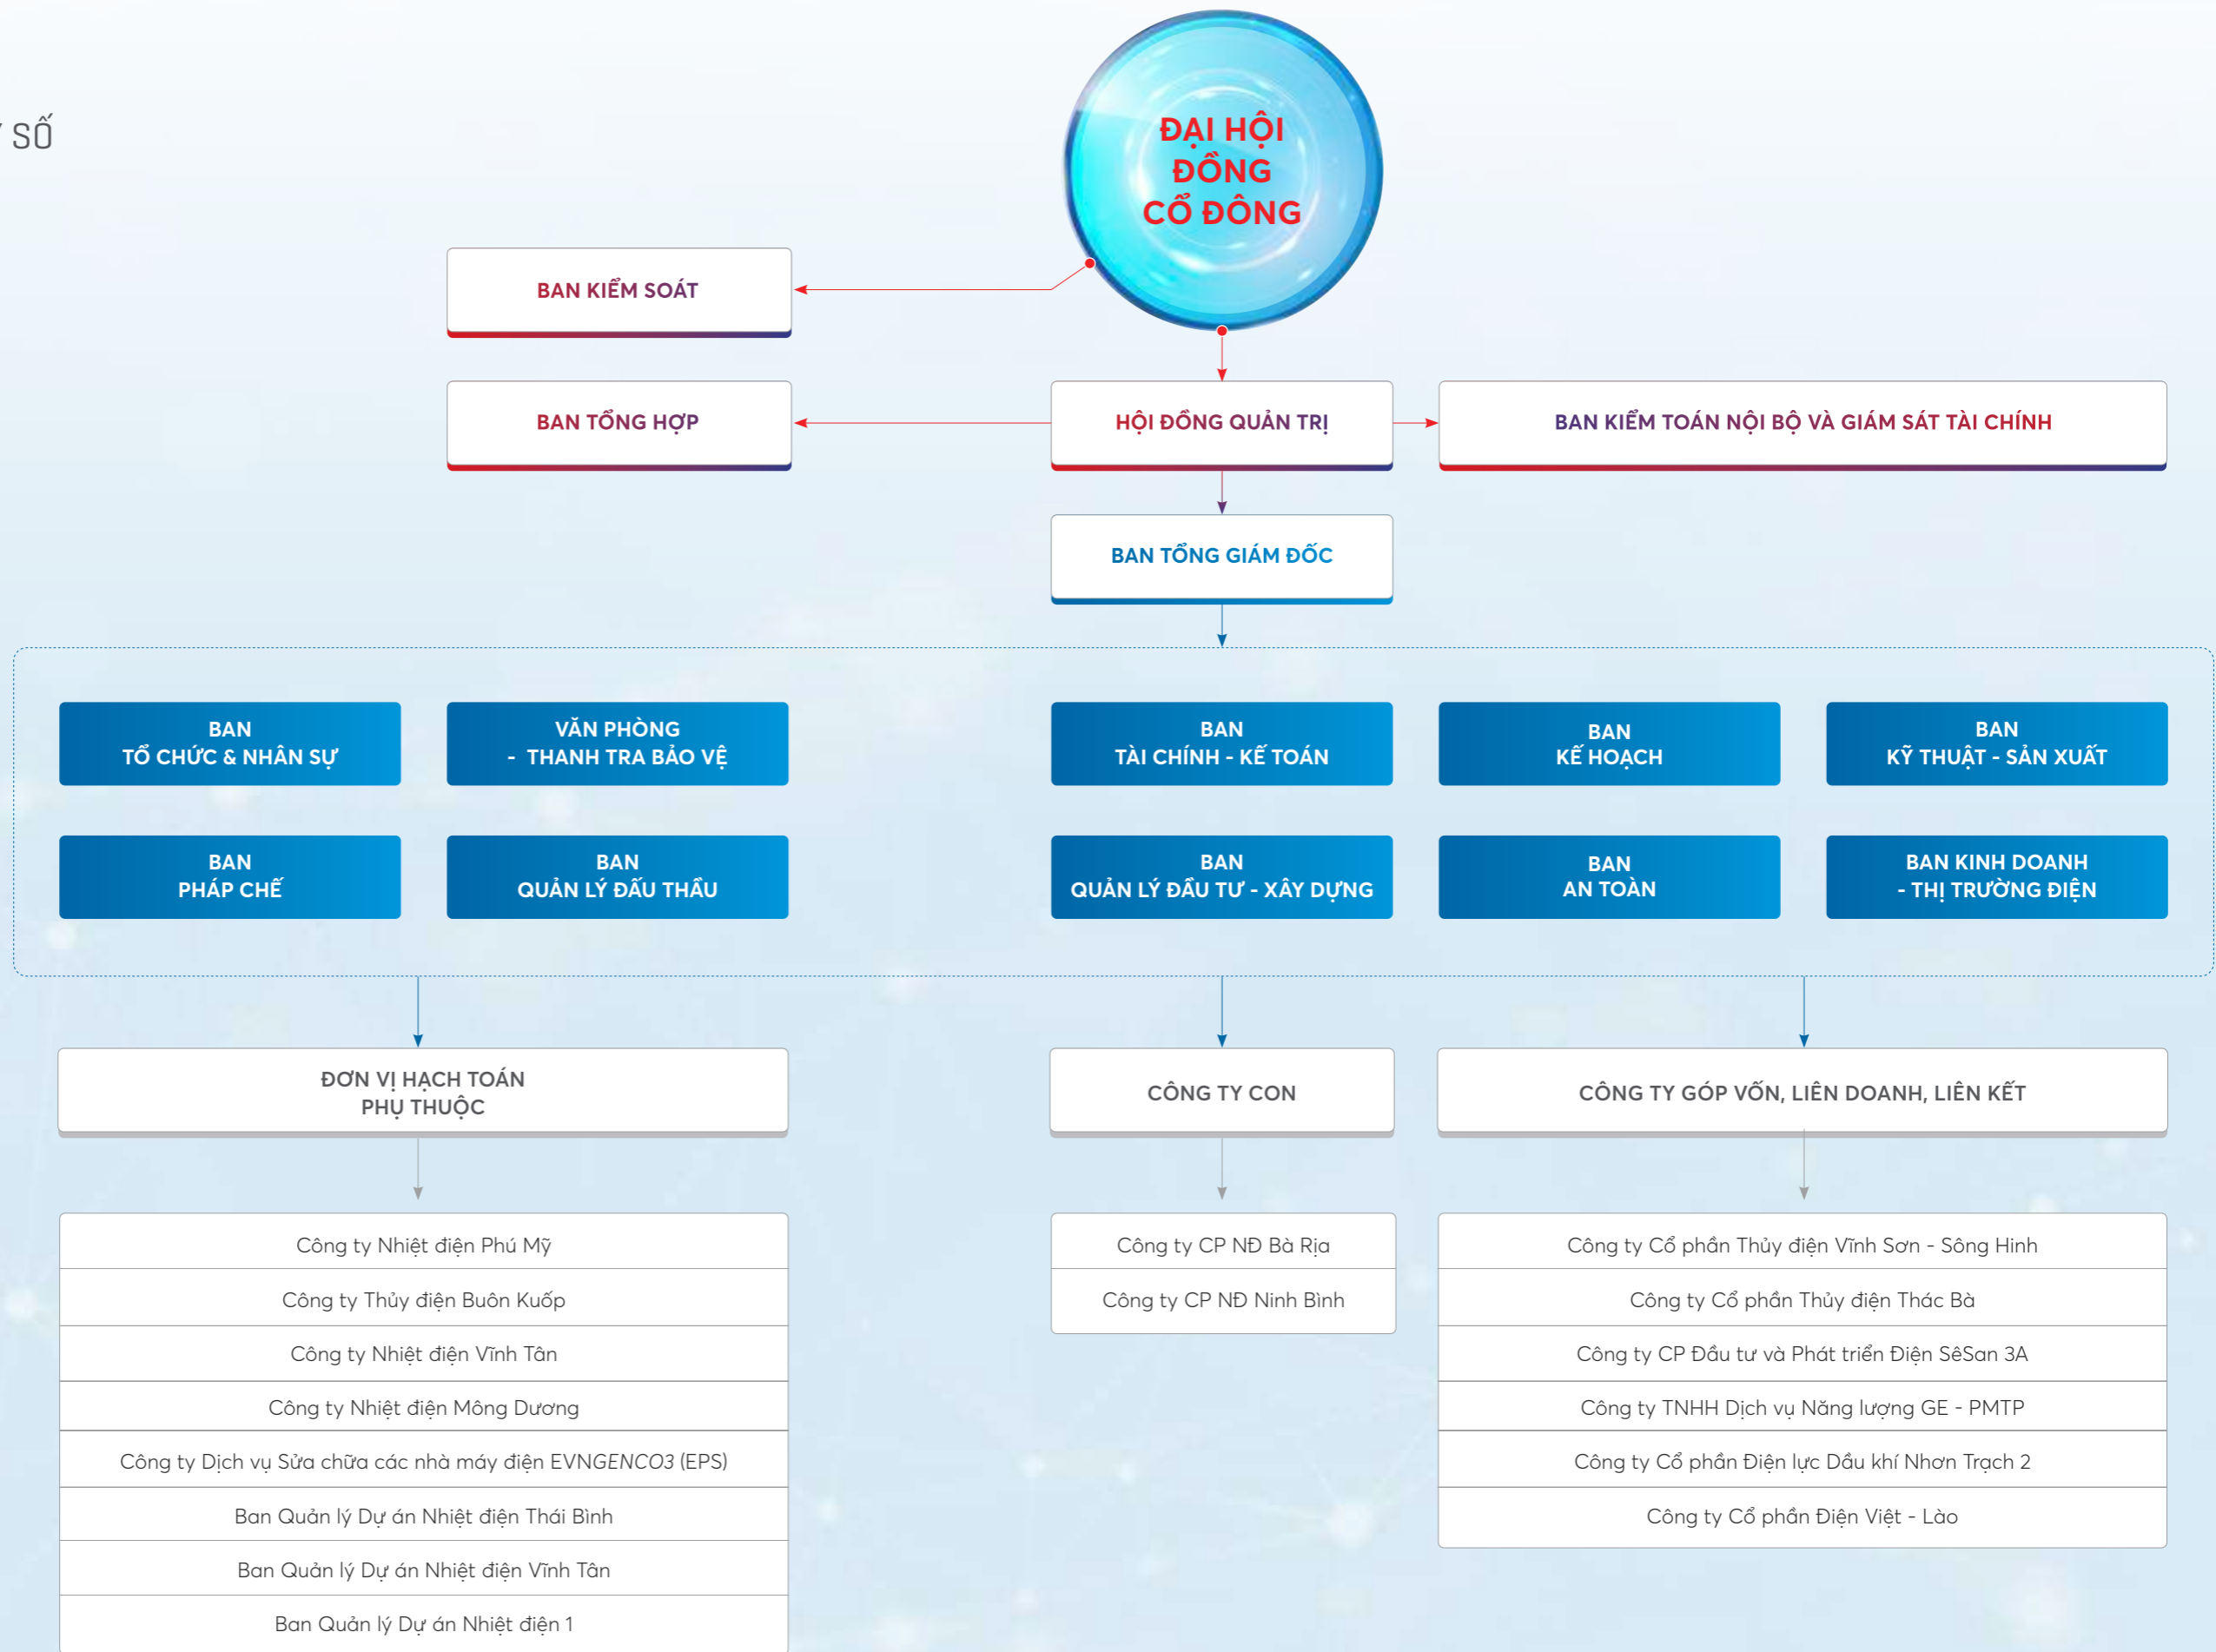 SỐ
ĐẠI HỘI
ĐỒNG
CỔ ĐÔNG
BAN KIỂM SOÁT
BAN TỔNG HỢP
HỘI ĐỒNG QUẢN TRỊ
BAN KIỂM TOÁN NỘI BỘ VÀ GIÁM SÁT TÀI CHÍNH
BAN TỔNG GIÁM ĐỐC
BAN
TỔ CHỨC & NHÂN SỰ
VĂN PHÒNG
- THANH TRA BẢO VỆ
BAN
TÀI CHÍNH - KẾ TOÁN
BAN
KẾ HOẠCH
BAN
KỸ THUẬT - SẢN XUẤT
BAN
PHÁP CHẾ
BAN
QUẢN LÝ ĐẤU THẦU
BAN
QUẢN LÝ ĐẦU TƯ - XÂY DỰNG
BAN
AN TOÀN
BAN KINH DOANH
- THỊ TRƯỜNG ĐIỆN
ĐƠN VỊ HẠCH TOÁN
PHỤ THUỘC
CÔNG TY CON
CÔNG TY GÓP VỐN, LIÊN DOANH, LIÊN KẾT
Công ty Nhiệt điện Phú Mỹ
Công ty Thủy điện Buôn Kuốp
Công ty Nhiệt điện Vĩnh Tân
Công ty Nhiệt điện Mông Dương
Công ty Dịch vụ Sửa chữa các nhà máy điện EVNGENCO3 (EPS)
Ban Quản lý Dự án Nhiệt điện Thái Bình
Ban Quản lý Dự án Nhiệt điện Vĩnh Tân
Ban Quản lý Dự án Nhiệt điện 1
Công ty CP NĐ Bà Rịa
Công ty CP NĐ Ninh Bình
Công ty Cổ phần Thủy điện Vĩnh Sơn - Sông Hinh
Công ty Cổ phần Thủy điện Thác Bà
Công ty CP Đầu tư và Phát triển Điện SêSan 3A
Công ty TNHH Dịch vụ Năng lượng GE - PMTP
Công ty Cổ phần Điện lực Dầu khí Nhơn Trạch 2
Công ty Cổ phần Điện Việt - Lào